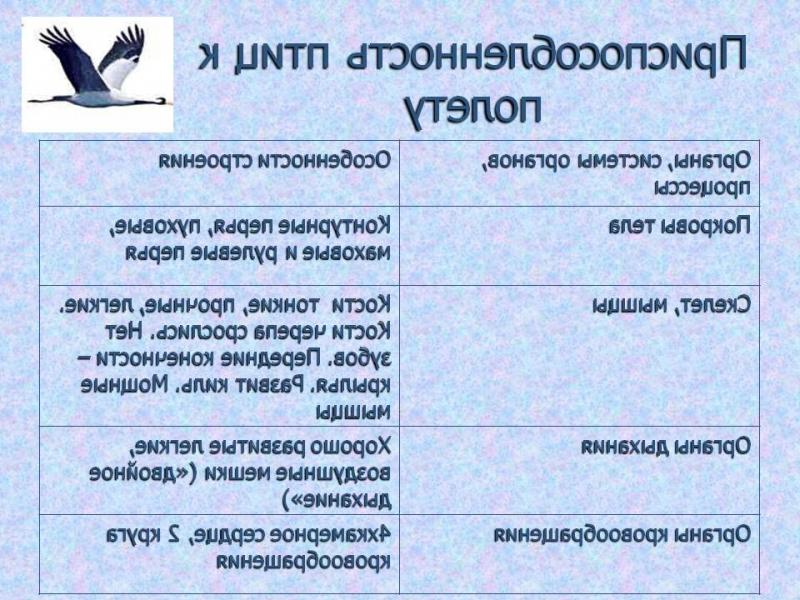 Приспособленность птиц к
полету
Органы, системы органов,
процессы
Особенности строения
Покровы тела
Контурные перья, пуховые,
маховые и рулевые перья
Скелет, мышцы
Кости тонкие, прочные, легкие.
Кости черепа срослись. Нет
зубов. Передние конечности –
крылья. Развит киль. Мощные
мышцы
Органы дыхания
Хорошо развитые легкие,
воздушные мешки («двойное
дыхание»)
Органы кровообращения
4хкамерное сердце, 2 круга
кровообращения